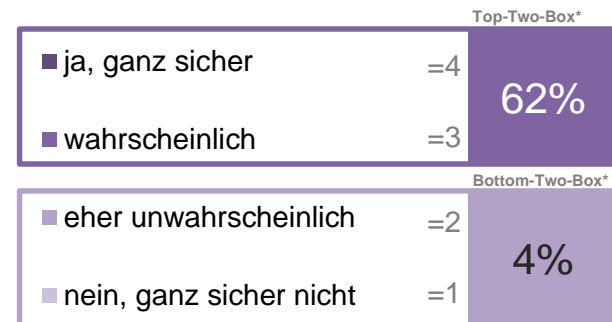 Top-Two-Box*
ja, ganz sicher =4
62%
wahrscheinlich =3
Bottom-Two-Box*
eher unwahrscheinlich =2
4%
nein, ganz sicher nicht =1